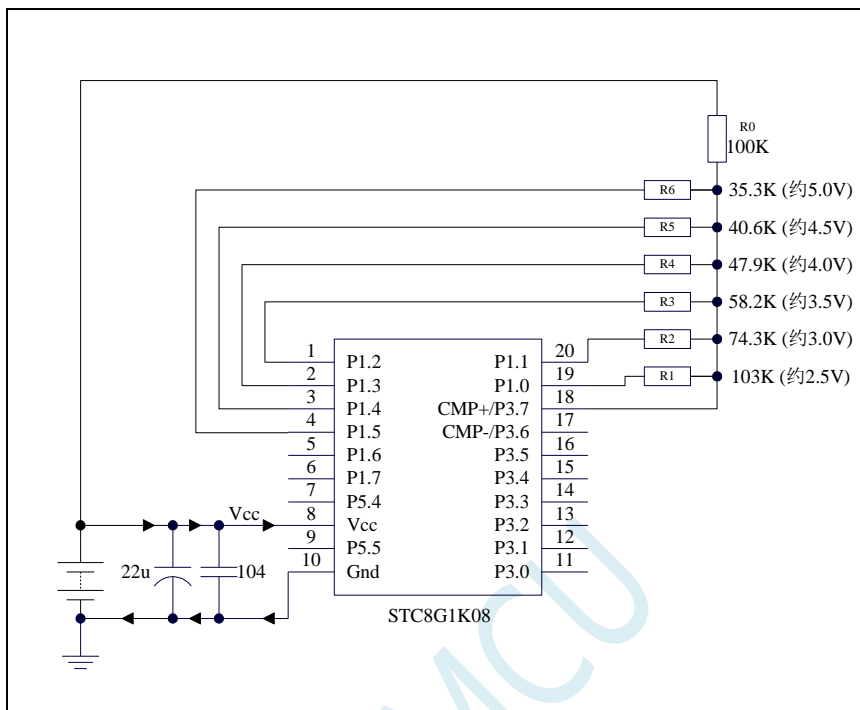 R0
100K
R6 35.3K (约5.0V)
R5 40.6K (约4.5V)
R4 47.9K (约4.0V)
R3 58.2K (约3.5V)
R2 74.3K (约3.0V)
R1 103K (约2.5V)
1 P1.2 P1.1 20
2 P1.3 P1.0 19
3 P1.4 CMP+/P3.7 18
4 P1.5 CMP-/P3.6 17
5 P1.6 P3.5 16
6 P1.7 P3.4 15
7 P5.4 P3.3 14
Vcc 8 Vcc P3.2 13
9 P5.5 P3.1 12
10 Gnd P3.0 11
22u 104
STC8G1K08
MCU